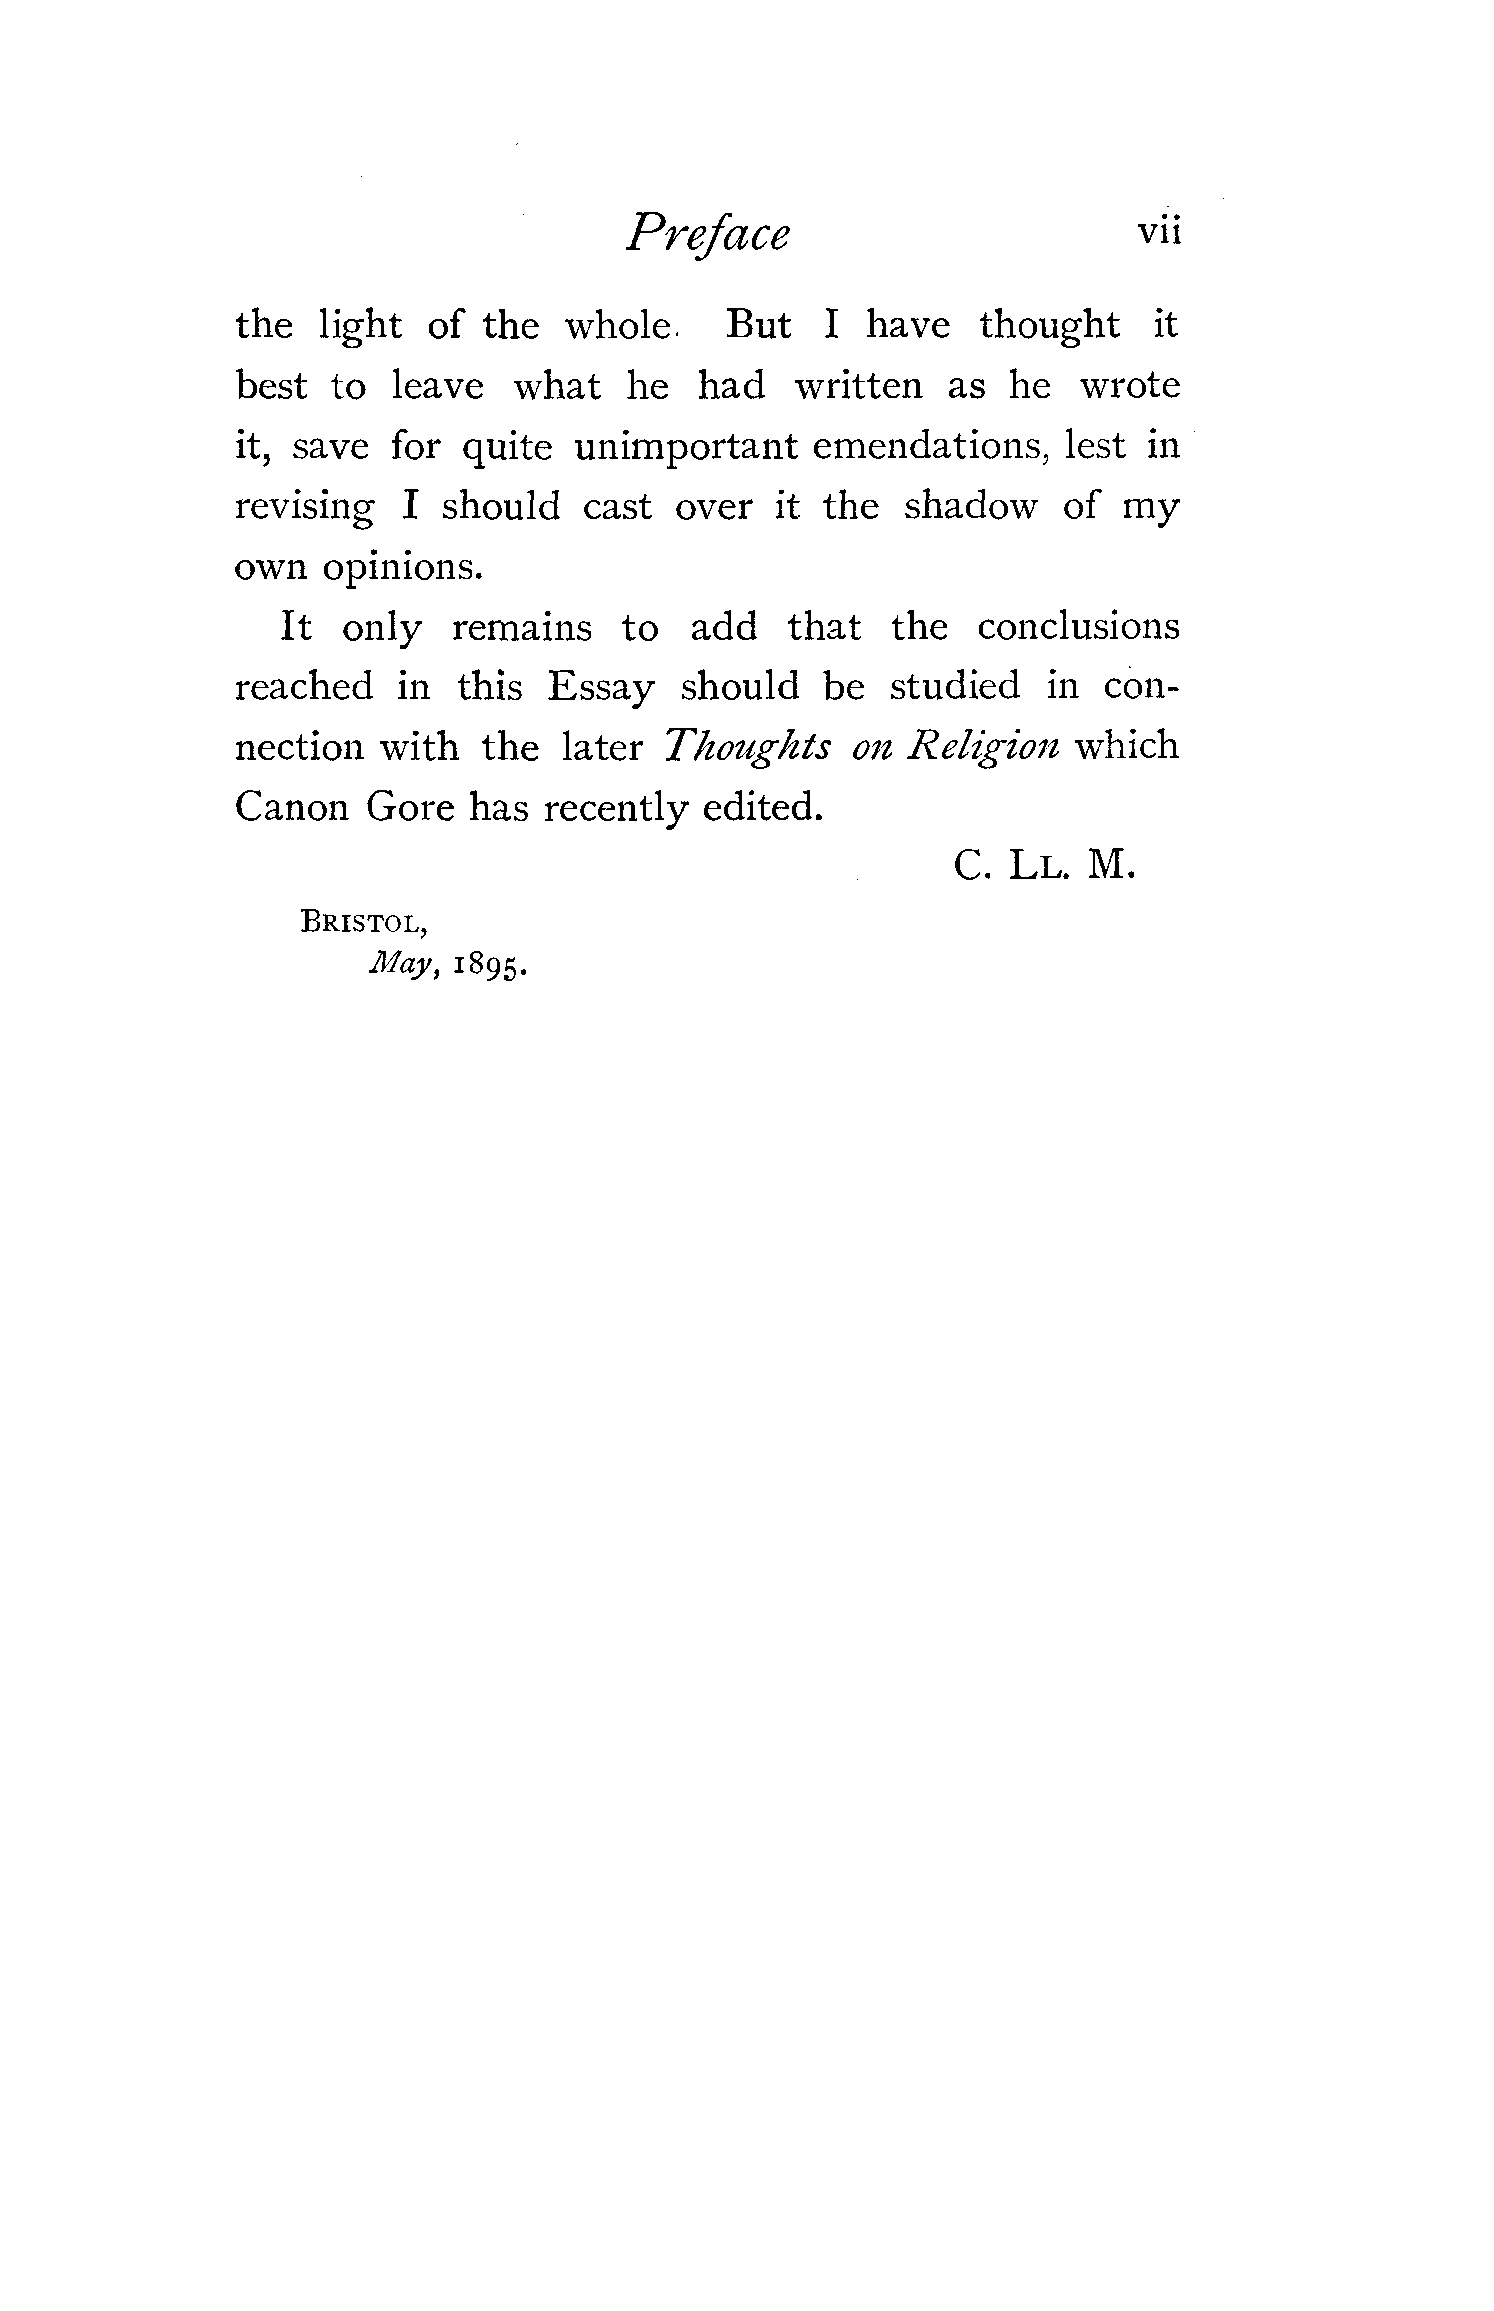 Preface vii
the light of the whole. But I have thought it
best to leave what he had written as he wrote
it, save for quite unimportant emendations, lest in
revising I should cast over it the shadow of my
own opinions.
It only remains to add that the conclusions
reached in this Essay should be studied in con-
nection with the later Thoughts on Religion which
Canon Gore has recently edited.
C. LL. M.
BRISTOL,
May, 1895.